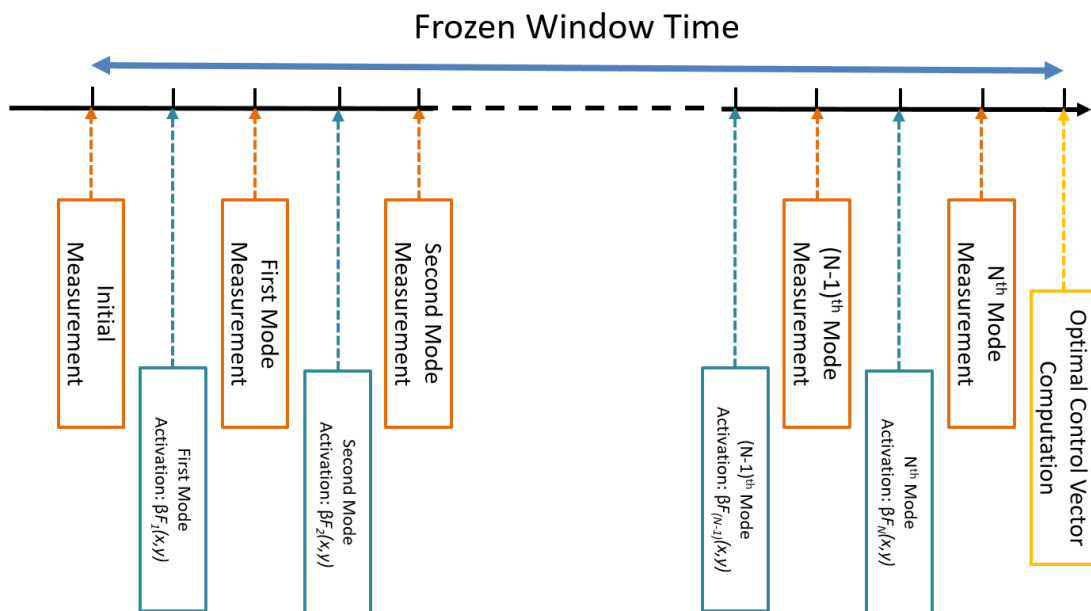 Frozen Window Time
Initial
Measurement
First Mode
Activation: βF₁(x,y)
First Mode
Measurement
Second Mode
Activation: βF₂(x,y)
Second Mode
Measurement
(N-1)ᵗʰ Mode
Activation: βF₍N-1₎(x,y)
(N-1)ᵗʰ Mode
Measurement
Nᵗʰ Mode
Activation: βF_N(x,y)
Nᵗʰ Mode
Measurement
Optimal Control Vector
Computation